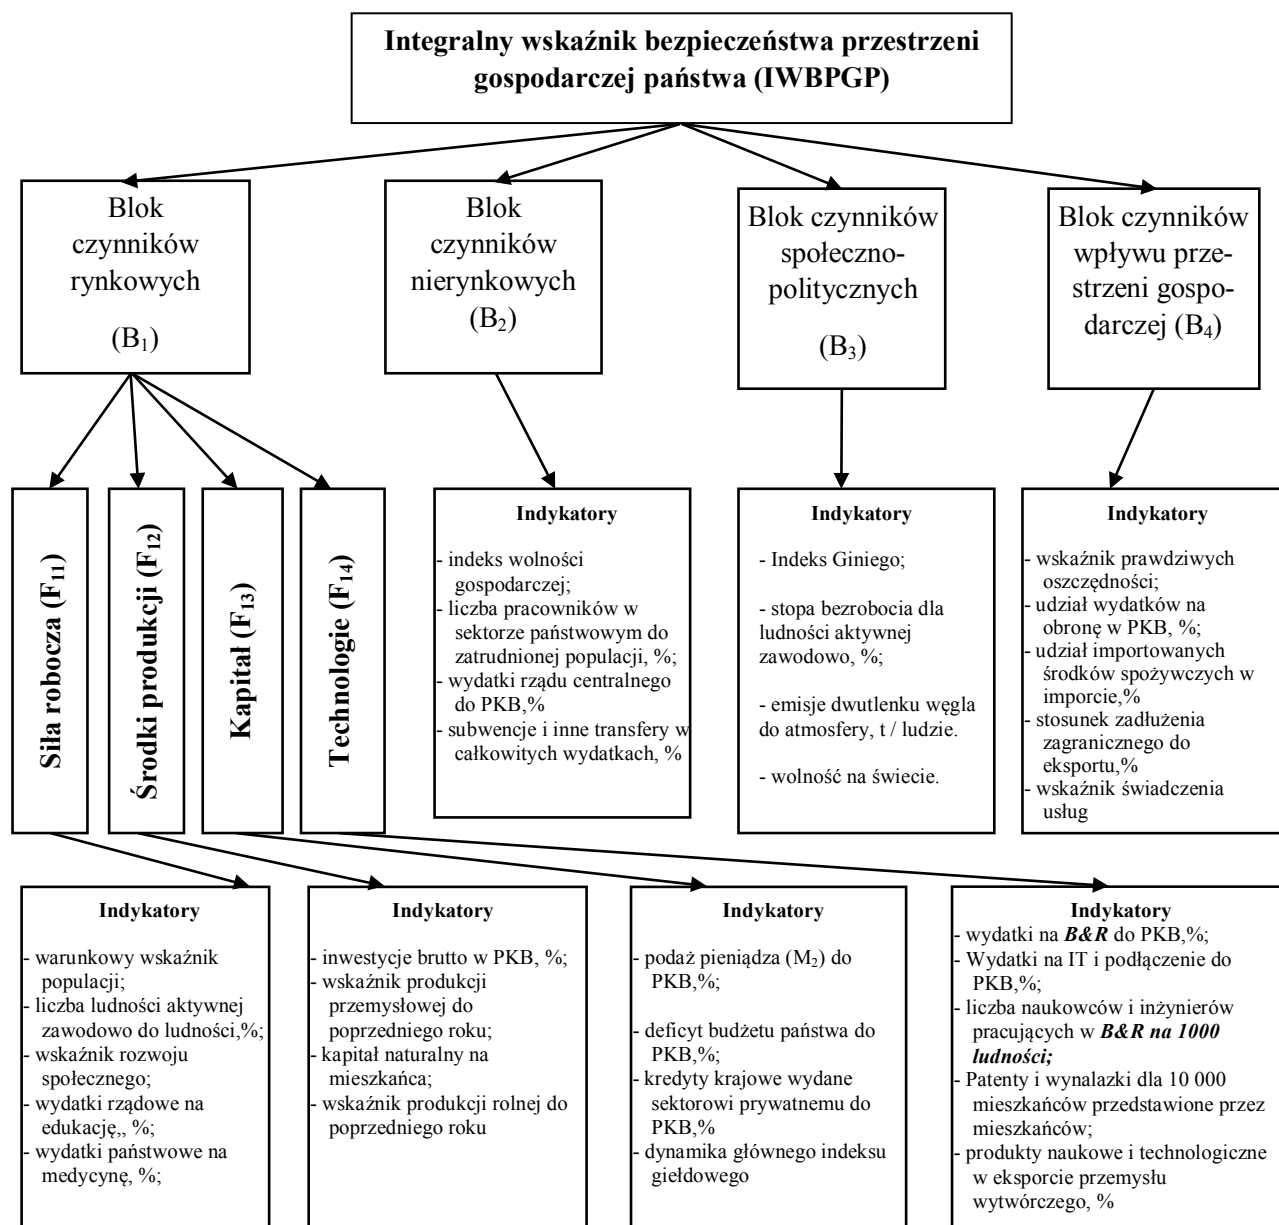 Integralny wskaźnik bezpieczeństwa przestrzeni
gospodarczej państwa (IWBPGP)
Blok
czynników
rynkowych
(B₁)
Blok
czynników
nierynkowych
(B₂)
Blok czynników
społeczno-
politycznych
(B₃)
Blok czynników
wpływu prze-
strzeni gospo-
darczej (B₄)
Siła robocza (F₁₁)
Środki produkcji (F₁₂)
Kapitał (F₁₃)
Technologie (F₁₄)
Indykatory
- indeks wolności
gospodarczej;
- liczba pracowników w
sektorze państwowym do
zatrudnionej populacji, %;
- wydatki rządu centralnego
do PKB,%
- subwencje i inne transfery w
całkowitych wydatkach, %
Indykatory
- Indeks Giniego;
- stopa bezrobocia dla
ludności aktywnej
zawodowo, %;
- emisje dwutlenku węgla
do atmosfery, t / ludzie.
- wolność na świecie.
Indykatory
- wskaźnik prawdziwych
oszczędności;
- udział wydatków na
obronę w PKB, %;
- udział importowanych
środków spożywczych w
imporcie,%
- stosunek zadłużenia
zagranicznego do
eksportu,%
- wskaźnik świadczenia
usług
Indykatory
- warunkowy wskaźnik
populacji;
- liczba ludności aktywnej
zawodowo do ludności,%;
- wskaźnik rozwoju
społecznego;
- wydatki rządowe na
edukację,, %;
- wydatki państwowe na
medycynę, %;
Indykatory
- inwestycje brutto w PKB, %;
- wskaźnik produkcji
przemysłowej do
poprzedniego roku;
- kapitał naturalny na
mieszkańca;
- wskaźnik produkcji rolnej do
poprzedniego roku
Indykatory
- podaż pieniądza (M₂) do
PKB,%;
- deficyt budżetu państwa do
PKB,%;
- kredyty krajowe wydane
sektorowi prywatnemu do
PKB,%
- dynamika głównego indeksu
giełdowego
Indykatory
- wydatki na B&R do PKB,%;
- Wydatki na IT i podłączenie do
PKB,%;
- liczba naukowców i inżynierów
pracujących w B&R na 1000
ludności;
- Patenty i wynalazki dla 10 000
mieszkańców przedstawione przez
mieszkańców;
- produkty naukowe i technologiczne
w eksporcie przemysłu
wytwórczego, %